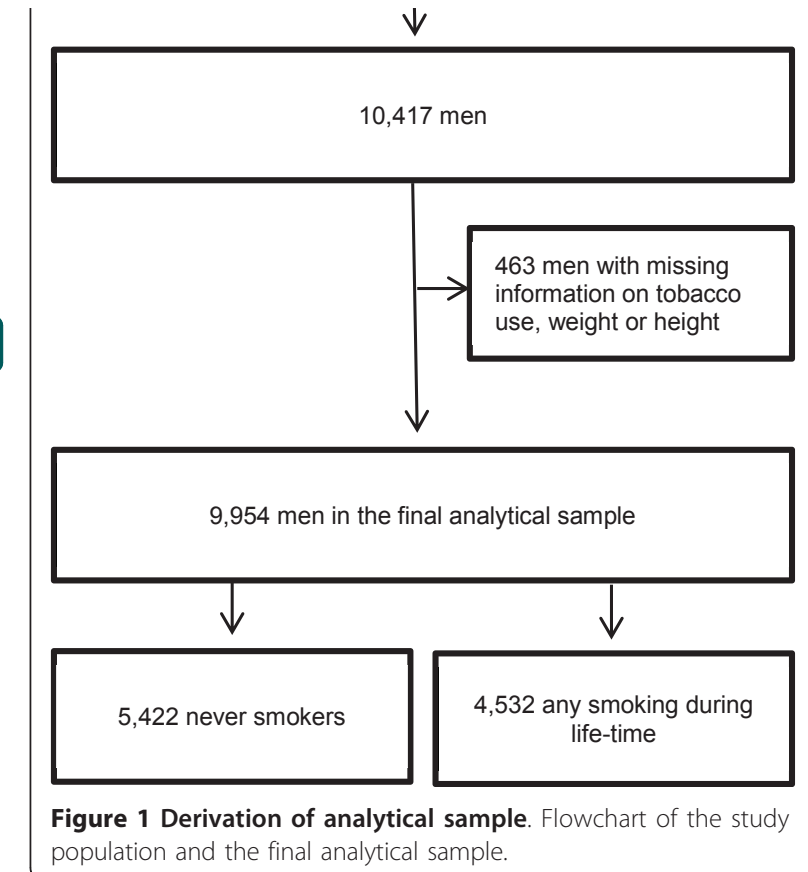 10,417 men
463 men with missing
information on tobacco
use, weight or height
9,954 men in the final analytical sample
5,422 never smokers
4,532 any smoking during
life-time
Figure 1 Derivation of analytical sample. Flowchart of the study
population and the final analytical sample.